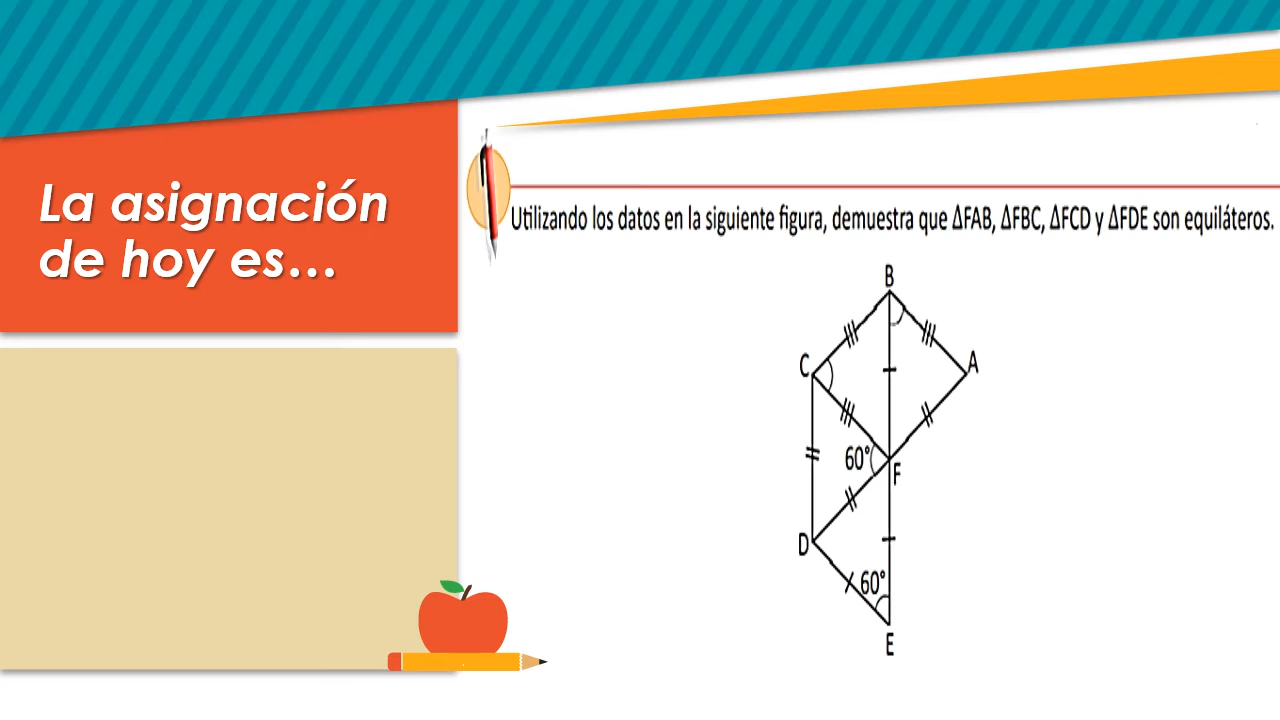 La asignación
de hoy es...
Utilizando los datos en la siguiente figura, demuestra que ΔFAB, ΔFBC, ΔFCD y ΔFDE son equiláteros.
B
C
A
60°
F
D
60°
E